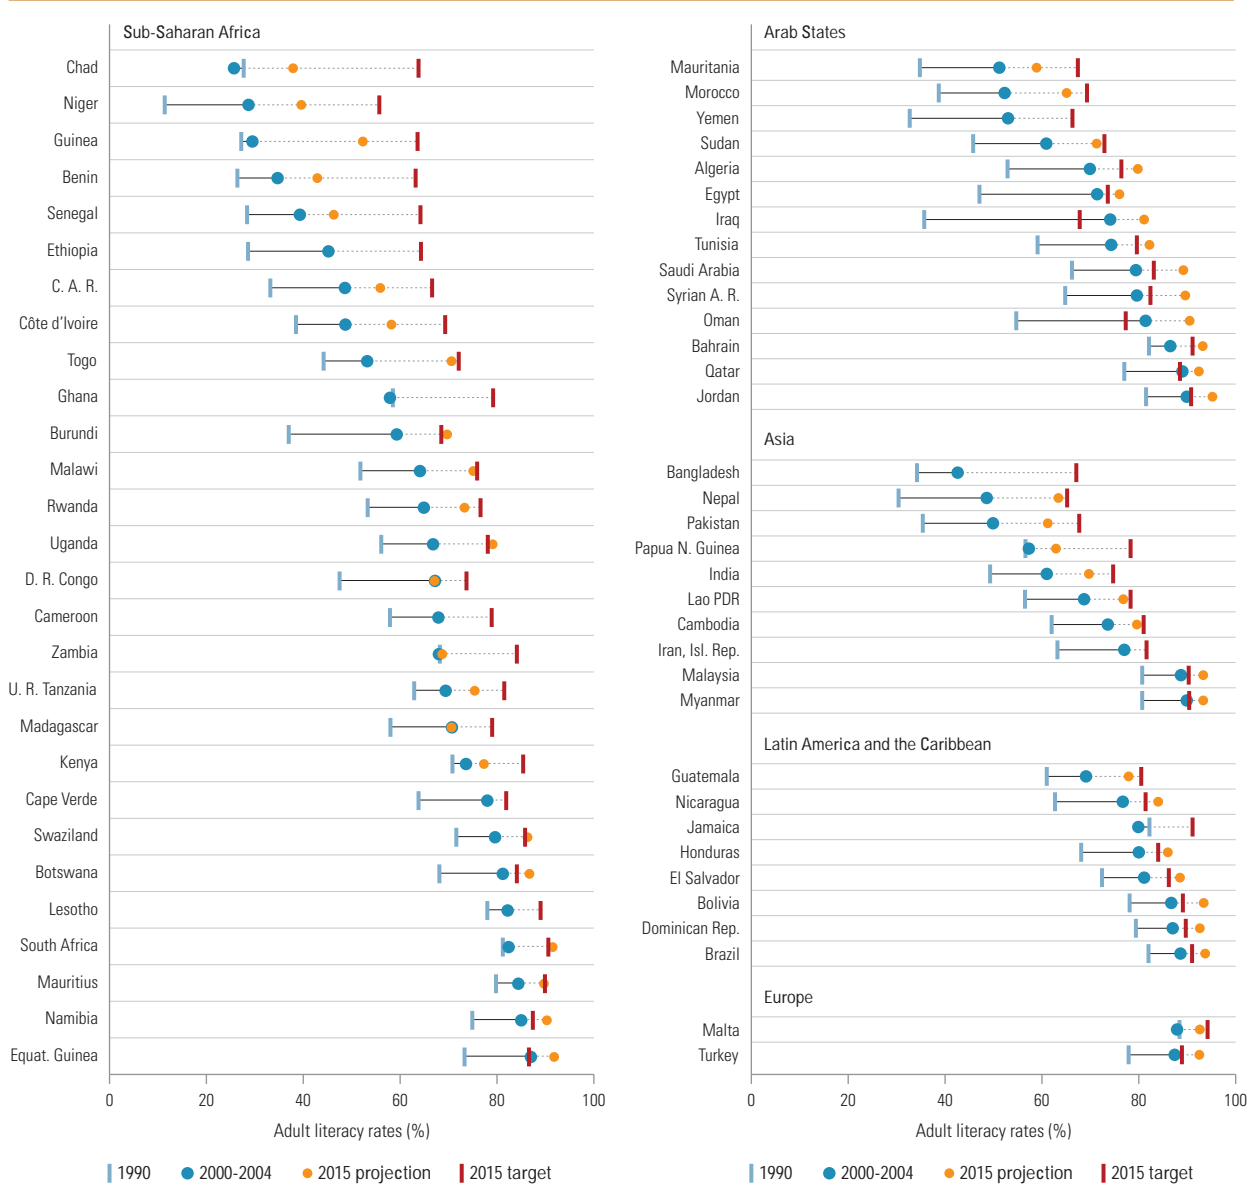 Sub-Saharan Africa
Chad
Niger
Guinea
Benin
Senegal
Ethiopia
C. A. R.
Côte d'Ivoire
Togo
Ghana
Burundi
Malawi
Rwanda
Uganda
D. R. Congo
Cameroon
Zambia
U. R. Tanzania
Madagascar
Kenya
Cape Verde
Swaziland
Botswana
Lesotho
South Africa
Mauritius
Namibia
Equat. Guinea
0 20 40 60 80 100
Adult literacy rates (%)
1990 2000-2004 2015 projection 2015 target
Arab States
Mauritania
Morocco
Yemen
Sudan
Algeria
Egypt
Iraq
Tunisia
Saudi Arabia
Syrian A. R.
Oman
Bahrain
Qatar
Jordan
Asia
Bangladesh
Nepal
Pakistan
Papua N. Guinea
India
Lao PDR
Cambodia
Iran, Isl. Rep.
Malaysia
Myanmar
Latin America and the Caribbean
Guatemala
Nicaragua
Jamaica
Honduras
El Salvador
Bolivia
Dominican Rep.
Brazil
Europe
Malta
Turkey
0 20 40 60 80 100
Adult literacy rates (%)
1990 2000-2004 2015 projection 2015 target